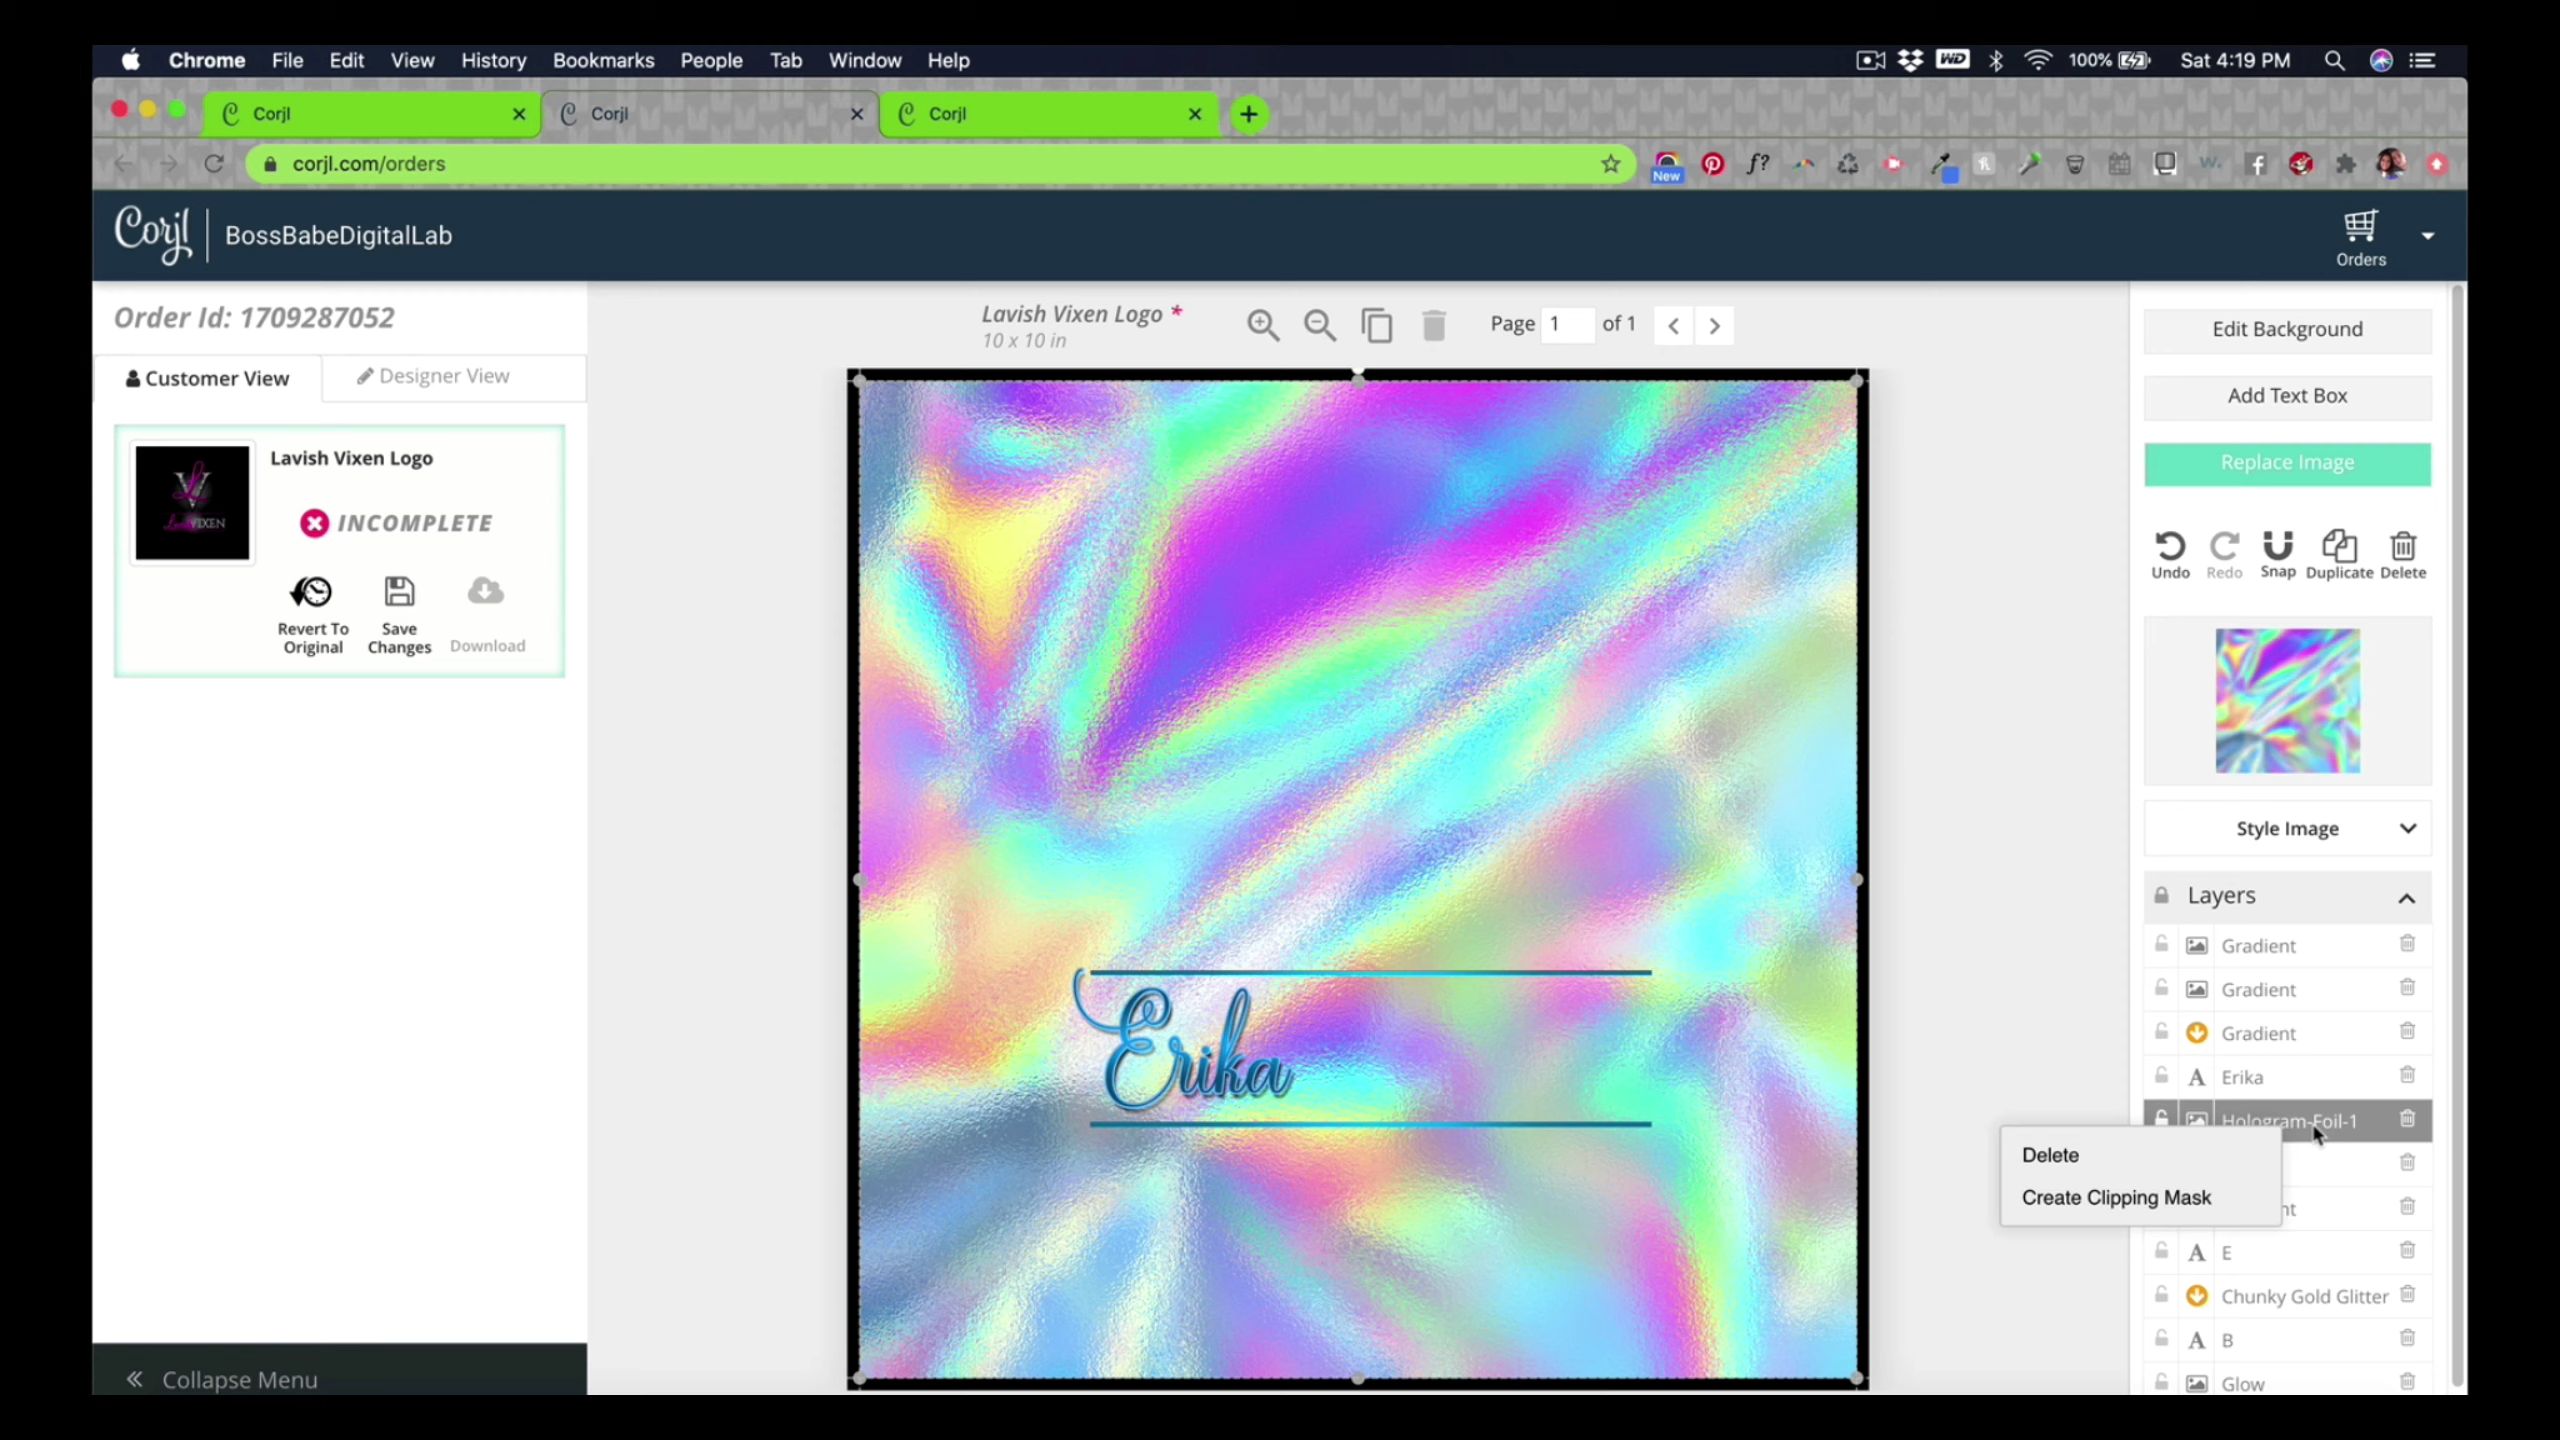 Chrome File Edit View History Bookmarks People Tab Window Help
WD 100% Sat 4:19 PM
Corjl Corjl Corjl
corjl.com/orders
New f?
Corjl BossBabeDigitalLab
Orders
Order Id: 1709287052
Customer View Designer View
Lavish Vixen Logo
INCOMPLETE
Revert To Original
Save Changes
Download
Collapse Menu
Lavish Vixen Logo *
10 x 10 in
Page 1 of 1
Erika
Edit Background
Add Text Box
Replace Image
Undo Redo Snap Duplicate Delete
Style Image
Layers
Gradient
Gradient
Gradient
A Erika
Hologram-Foil-1
Delete
Create Clipping Mask
A E
Chunky Gold Glitter
A B
Glow